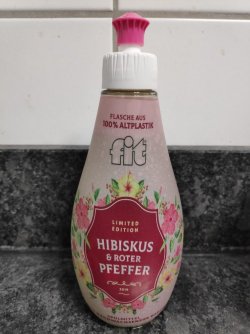 FLASCHE AUS
100% ALTPLASTIK
fit
LIMITED
EDITION
HIBISKUS
& ROTER
PFEFFER